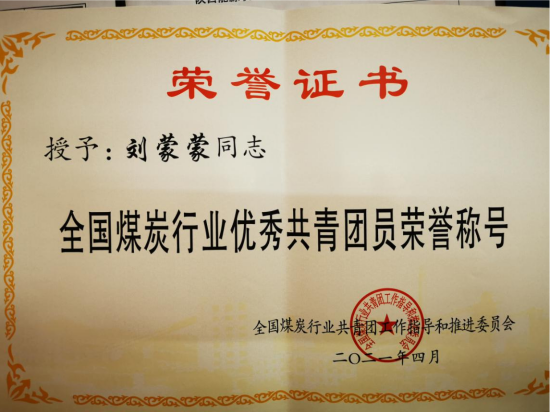 荣誉证书
授予：刘蒙蒙同志
全国煤炭行业优秀共青团员荣誉称号
全国煤炭行业共青团工作指导和推进委员会
二〇二一年四月